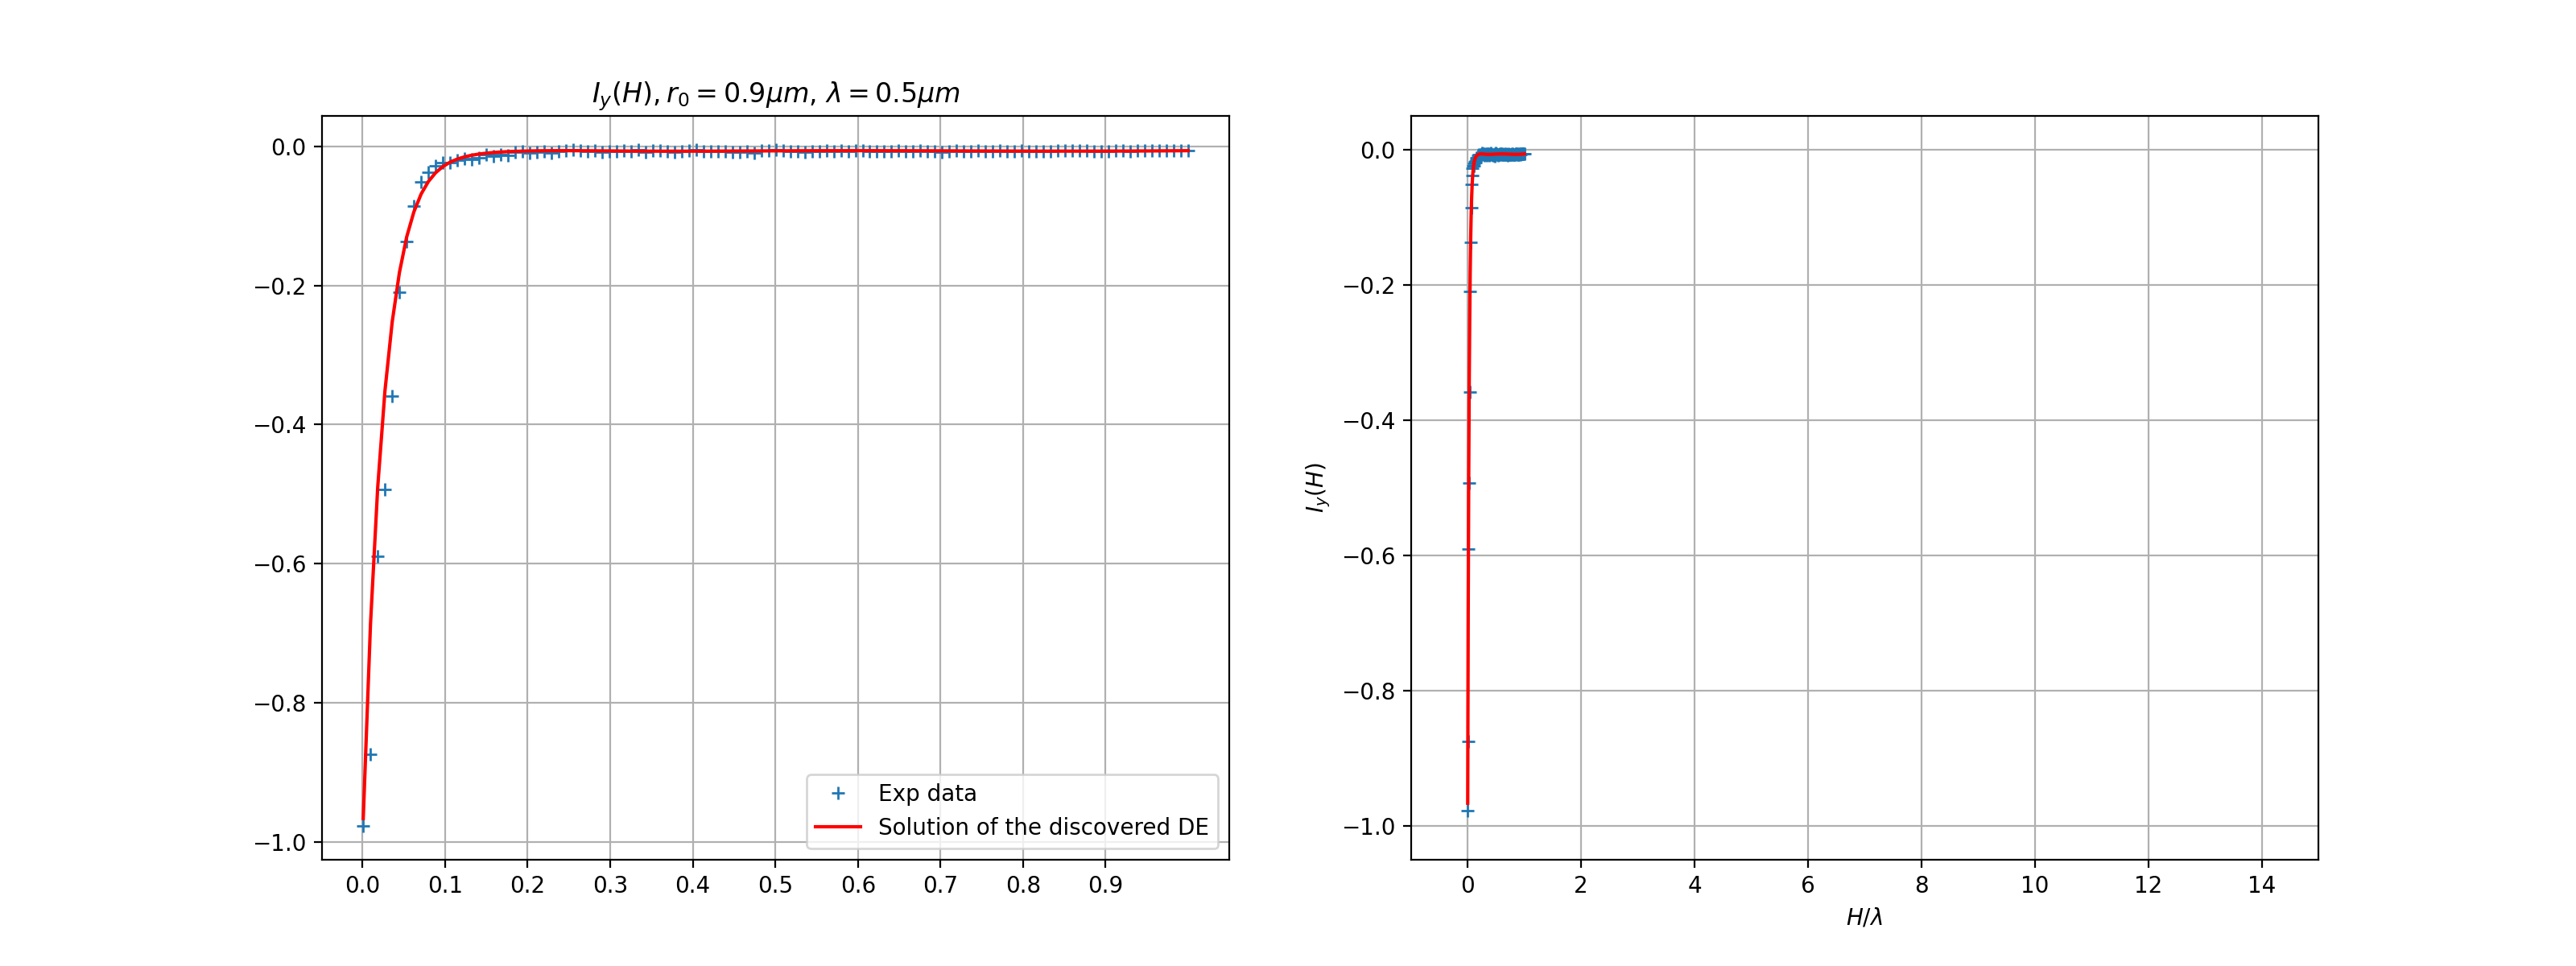 I_y(H), r_0 = 0.9μm, λ = 0.5μm
0.0
−0.2
−0.4
−0.6
−0.8
−1.0
0.0 0.1 0.2 0.3 0.4 0.5 0.6 0.7 0.8 0.9
Exp data
Solution of the discovered DE
I_y(H)
0.0
−0.2
−0.4
−0.6
−0.8
−1.0
0 2 4 6 8 10 12 14
H/λ